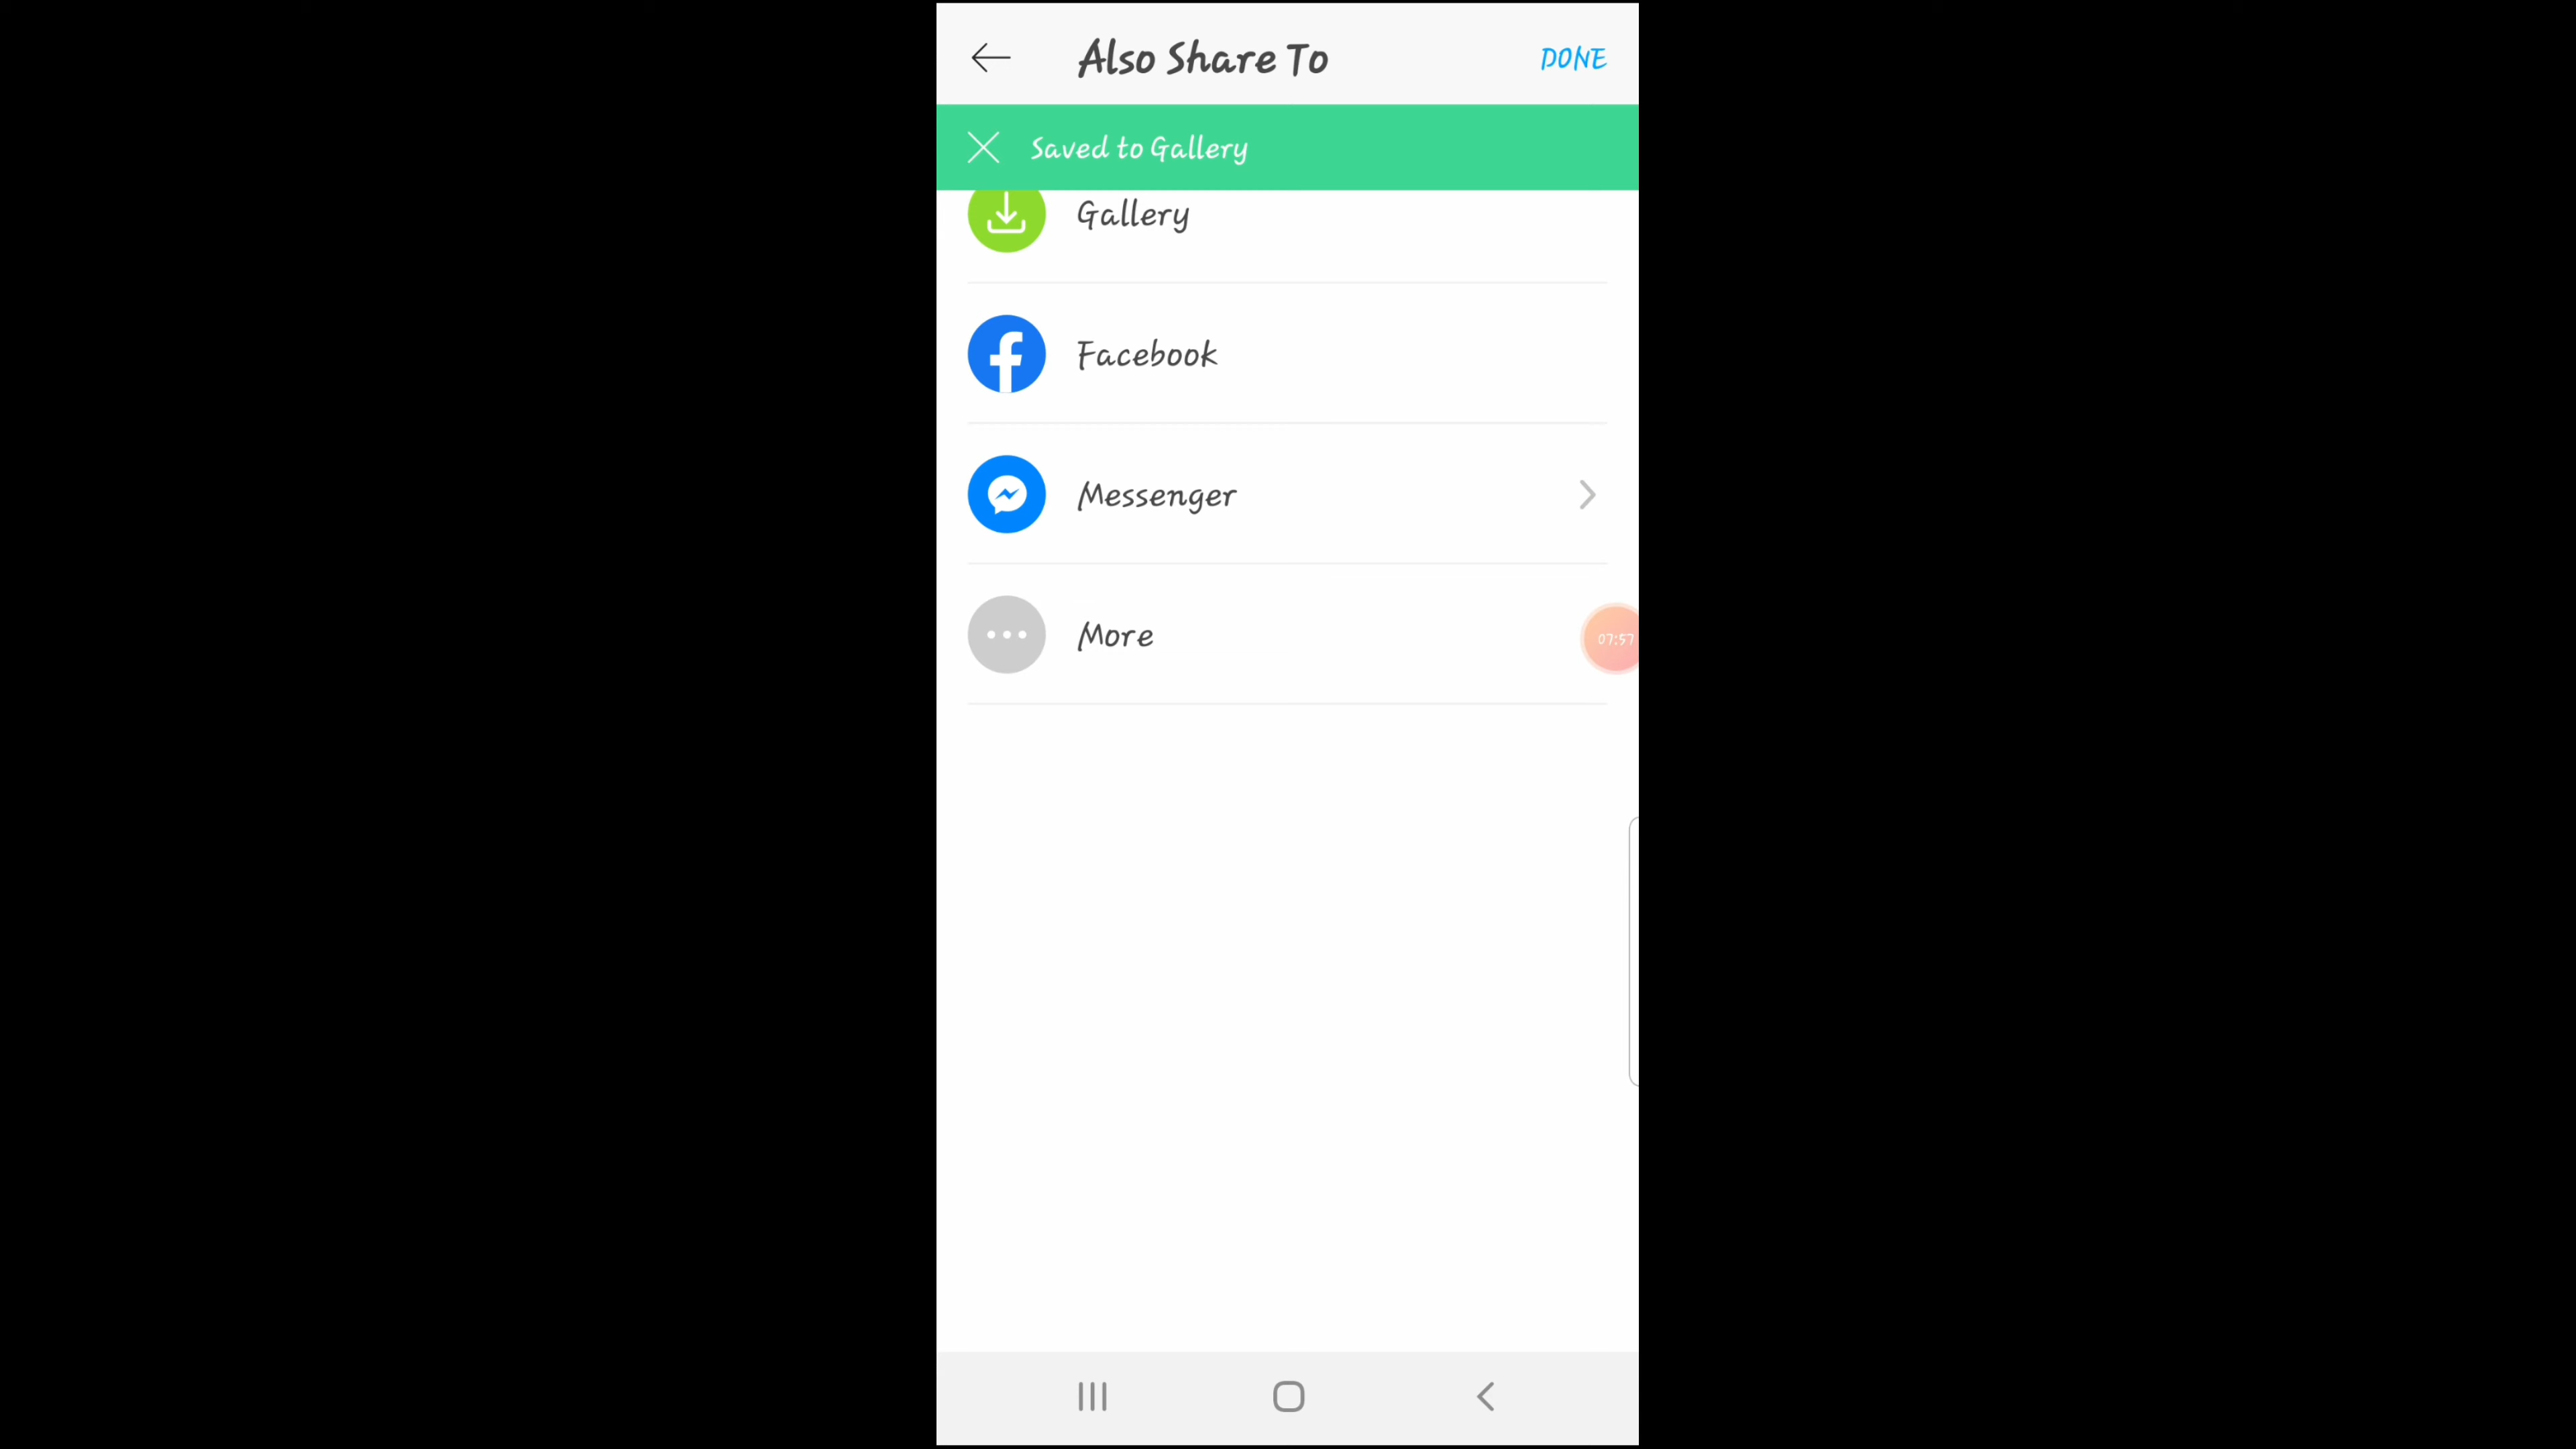 Also Share To
DONE
Saved to Gallery
Gallery
Facebook
Messenger
More
07:57